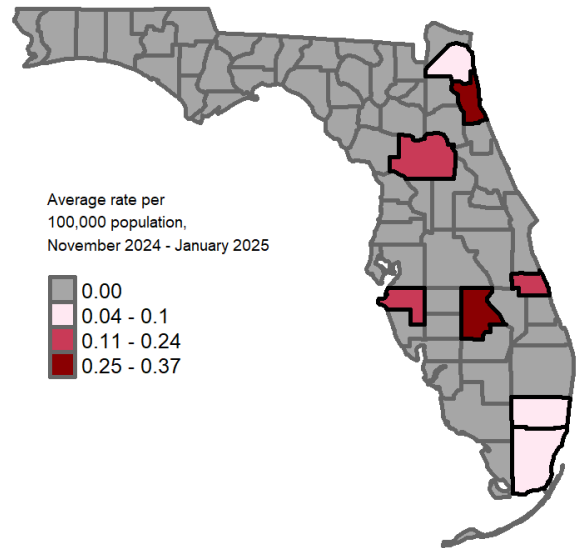 Average rate per
100,000 population,
November 2024 - January 2025
0.00
0.04 - 0.1
0.11 - 0.24
0.25 - 0.37